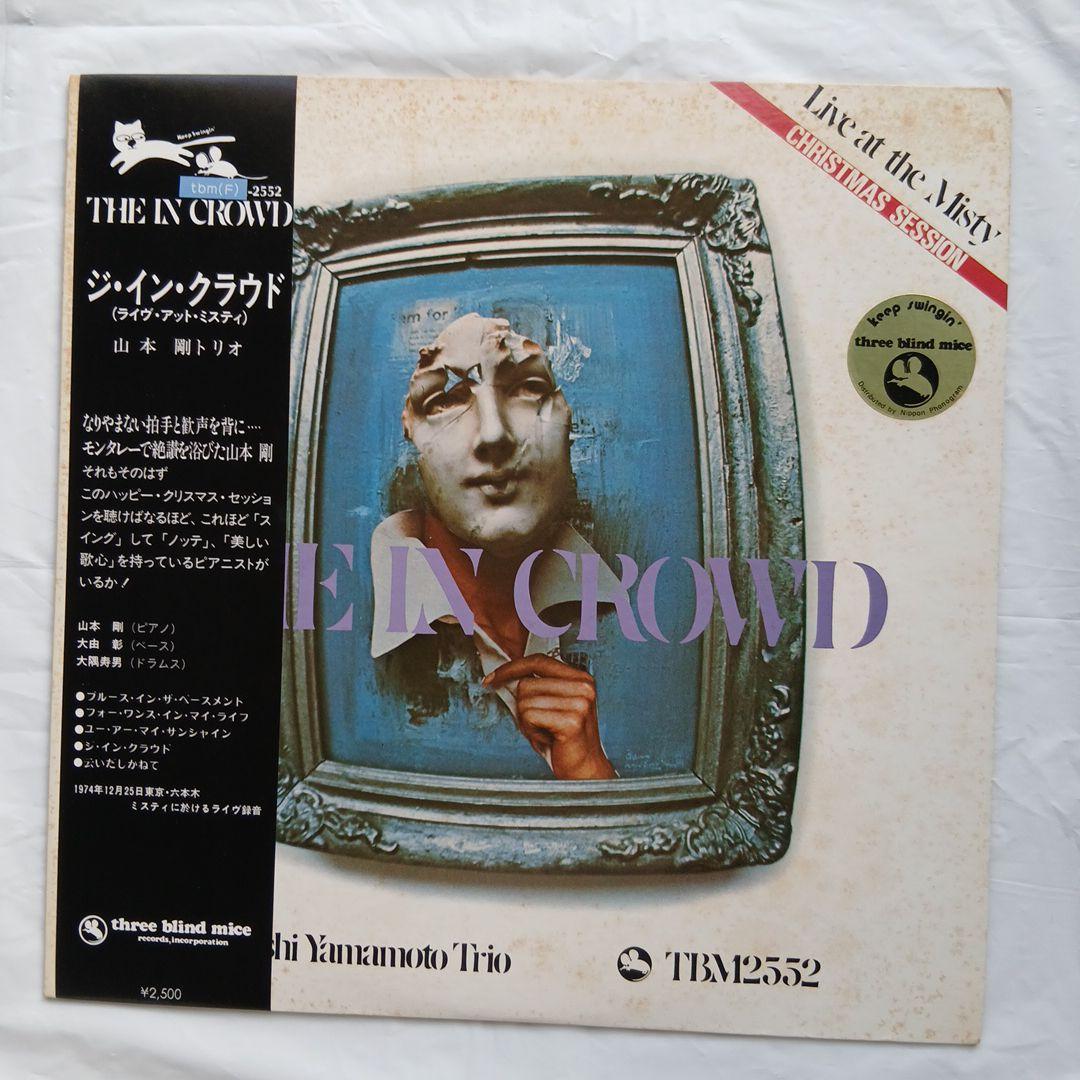 Keep Swingin'
tbm(F)-2552
THE IN CROWD
ジ・イン・クラウド
(ライヴ・アット・ミスティ)
山本 剛トリオ
なりやまない拍手と歓声を背に‥‥
モンタレーで絶讃を浴びた山本 剛
それもそのはず
このハッピー・クリスマス・セッショ
ンを聴けばなるほど、これほど「ス
イング」して「ノッテ」、「美しい
歌心」を持っているピアニストが
いるか!
山本 剛(ピアノ)
大由 彰(ベース)
大隅寿男(ドラムス)
●ブルース・イン・ザ・ベースメント
●フォー・ワンス・イン・マイ・ライフ
●ユー・アー・マイ・サンシャイン
●ジ・イン・クラウド
●云いだしかねて
1974年12月25日東京・六本木
ミスティに於けるライヴ録音
three blind mice
records, incorporation
¥2,500
Live at the Misty
CHRISTMAS SESSION
keep swingin'
three blind mice
Distributed by Nippon Phonogram
am for
HE IN CROWD
shi Yamamoto Trio
TBM2552